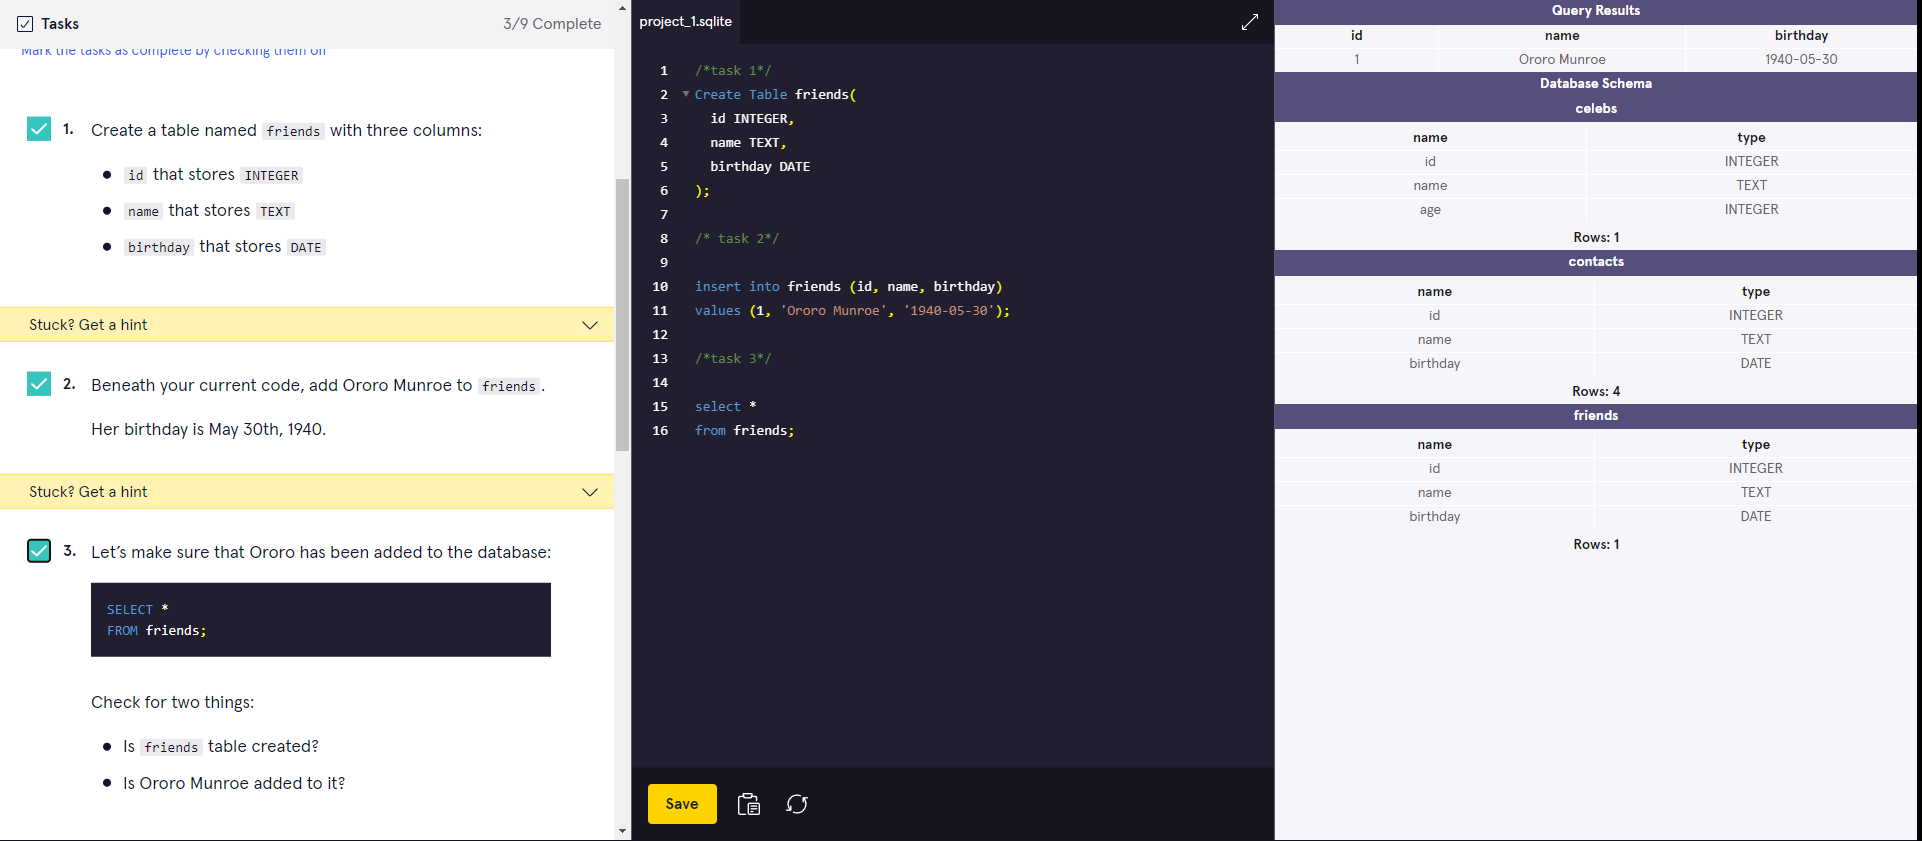 Tasks
3/9 Complete
Mark the tasks as complete by checking them off
1. Create a table named friends with three columns:
id that stores INTEGER
name that stores TEXT
birthday that stores DATE
Stuck? Get a hint
2. Beneath your current code, add Ororo Munroe to friends.
Her birthday is May 30th, 1940.
Stuck? Get a hint
3. Let's make sure that Ororo has been added to the database:
SELECT *
FROM friends;
Check for two things:
Is friends table created?
Is Ororo Munroe added to it?
project_1.sqlite
1 /*task 1*/
2 Create Table friends(
3 id INTEGER,
4 name TEXT,
5 birthday DATE
6 );
7
8 /* task 2*/
9
10 insert into friends (id, name, birthday)
11 values (1, 'Ororo Munroe', '1940-05-30');
12
13 /*task 3*/
14
15 select *
16 from friends;
Save
Query Results
id name birthday
1 Ororo Munroe 1940-05-30
Database Schema
celebs
name type
id INTEGER
name TEXT
age INTEGER
Rows: 1
contacts
name type
id INTEGER
name TEXT
birthday DATE
Rows: 4
friends
name type
id INTEGER
name TEXT
birthday DATE
Rows: 1